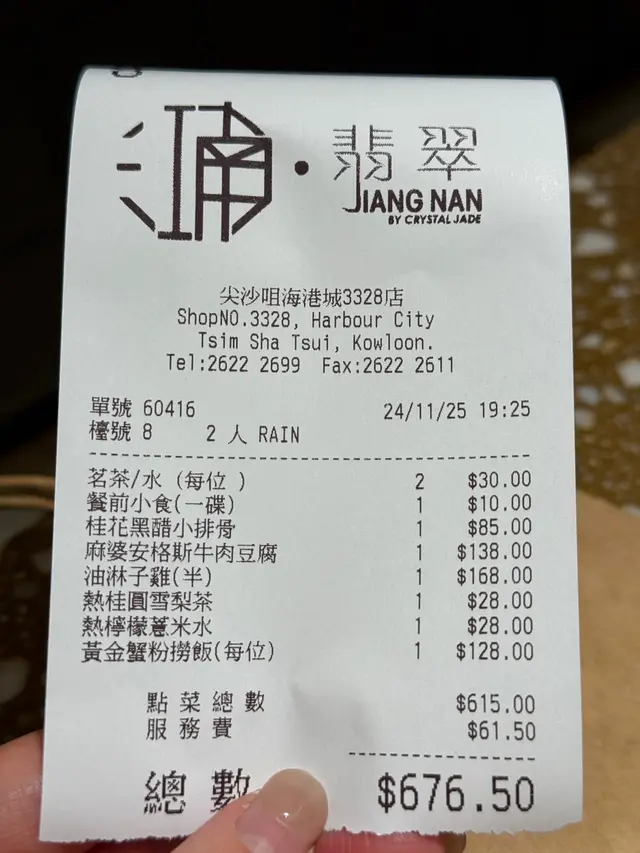 江南·翡翠
JIANG NAN
BY CRYSTAL JADE
尖沙咀海港城3328店
ShopNO.3328, Harbour City
Tsim Sha Tsui, Kowloon.
Tel:2622 2699 Fax:2622 2611
單號 60416 24/11/25 19:25
檯號 8 2 人 RAIN
茗茶/水 (每位 ) 2 $30.00
餐前小食(一碟) 1 $10.00
桂花黑醋小排骨 1 $85.00
麻婆安格斯牛肉豆腐 1 $138.00
油淋子雞(半) 1 $168.00
熱桂圓雪梨茶 1 $28.00
熱檸檬薏米水 1 $28.00
黃金蟹粉撈飯(每位) 1 $128.00
點菜總數 $615.00
服務費 $61.50
總數 $676.50